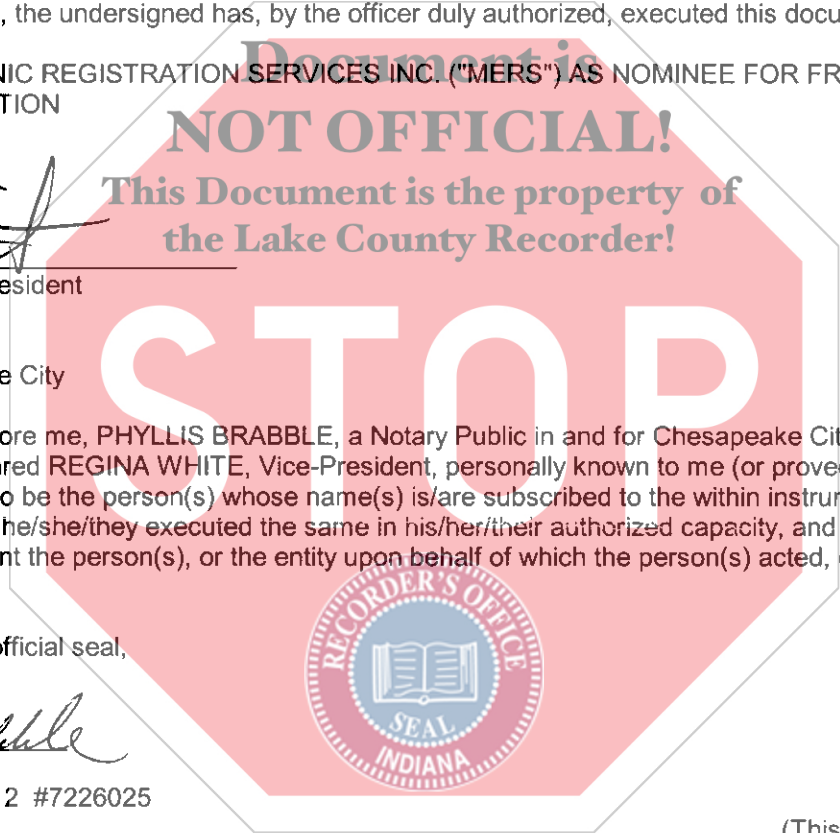 , the undersigned has, by the officer duly authorized, executed this docu
Document is
NIC REGISTRATION SERVICES INC. ("MERS") AS NOMINEE FOR FR
TION
NOT OFFICIAL!
This Document is the property of
the Lake County Recorder!
esident
STOP
e City
ore me, PHYLLIS BRABBLE, a Notary Public in and for Chesapeake Cit
red REGINA WHITE, Vice-President, personally known to me (or prove
o be the person(s) whose name(s) is/are subscribed to the within instrur
he/she/they executed the same in his/her/their authorized capacity, and
nt the person(s), or the entity upon behalf of which the person(s) acted,
RECORDER'S OFFICE
SEAL
INDIANA
official seal,
2 #7226025
(This